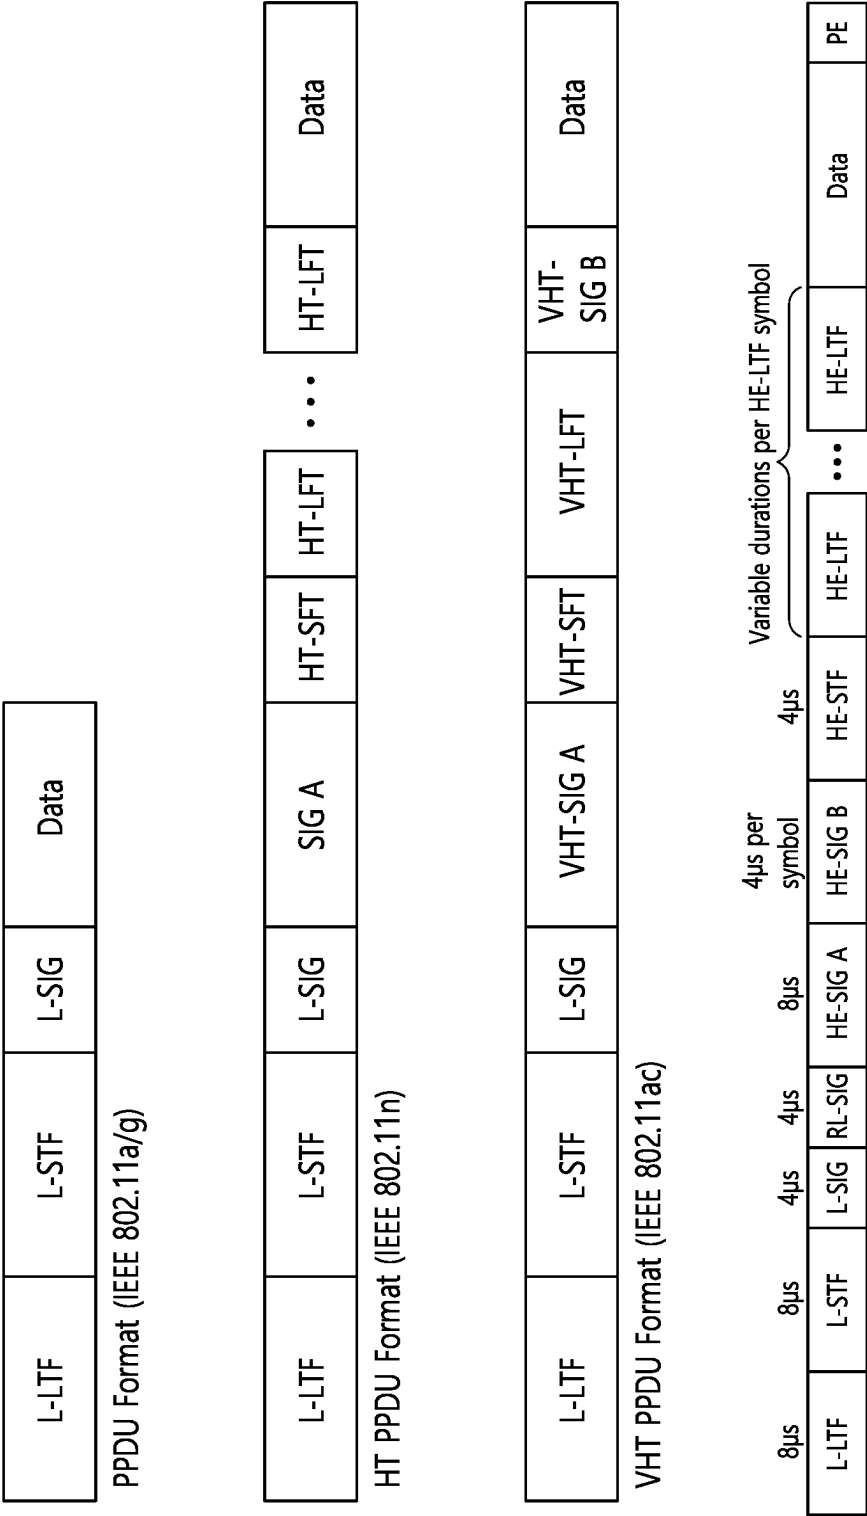 L-LTF L-STF L-SIG Data
PPDU Format (IEEE 802.11a/g)
L-LTF L-STF L-SIG SIG A HT-SFT HT-LFT ••• HT-LFT Data
HT PPDU Format (IEEE 802.11n)
L-LTF L-STF L-SIG VHT-SIG A VHT-SFT VHT-LFT VHT-
SIG B Data
VHT PPDU Format (IEEE 802.11ac)
8μs 8μs 4μs 4μs 8μs 4μs per
symbol 4μs Variable durations per HE-LTF symbol
L-LTF L-STF L-SIG RL-SIG HE-SIG A HE-SIG B HE-STF HE-LTF ••• HE-LTF Data PE